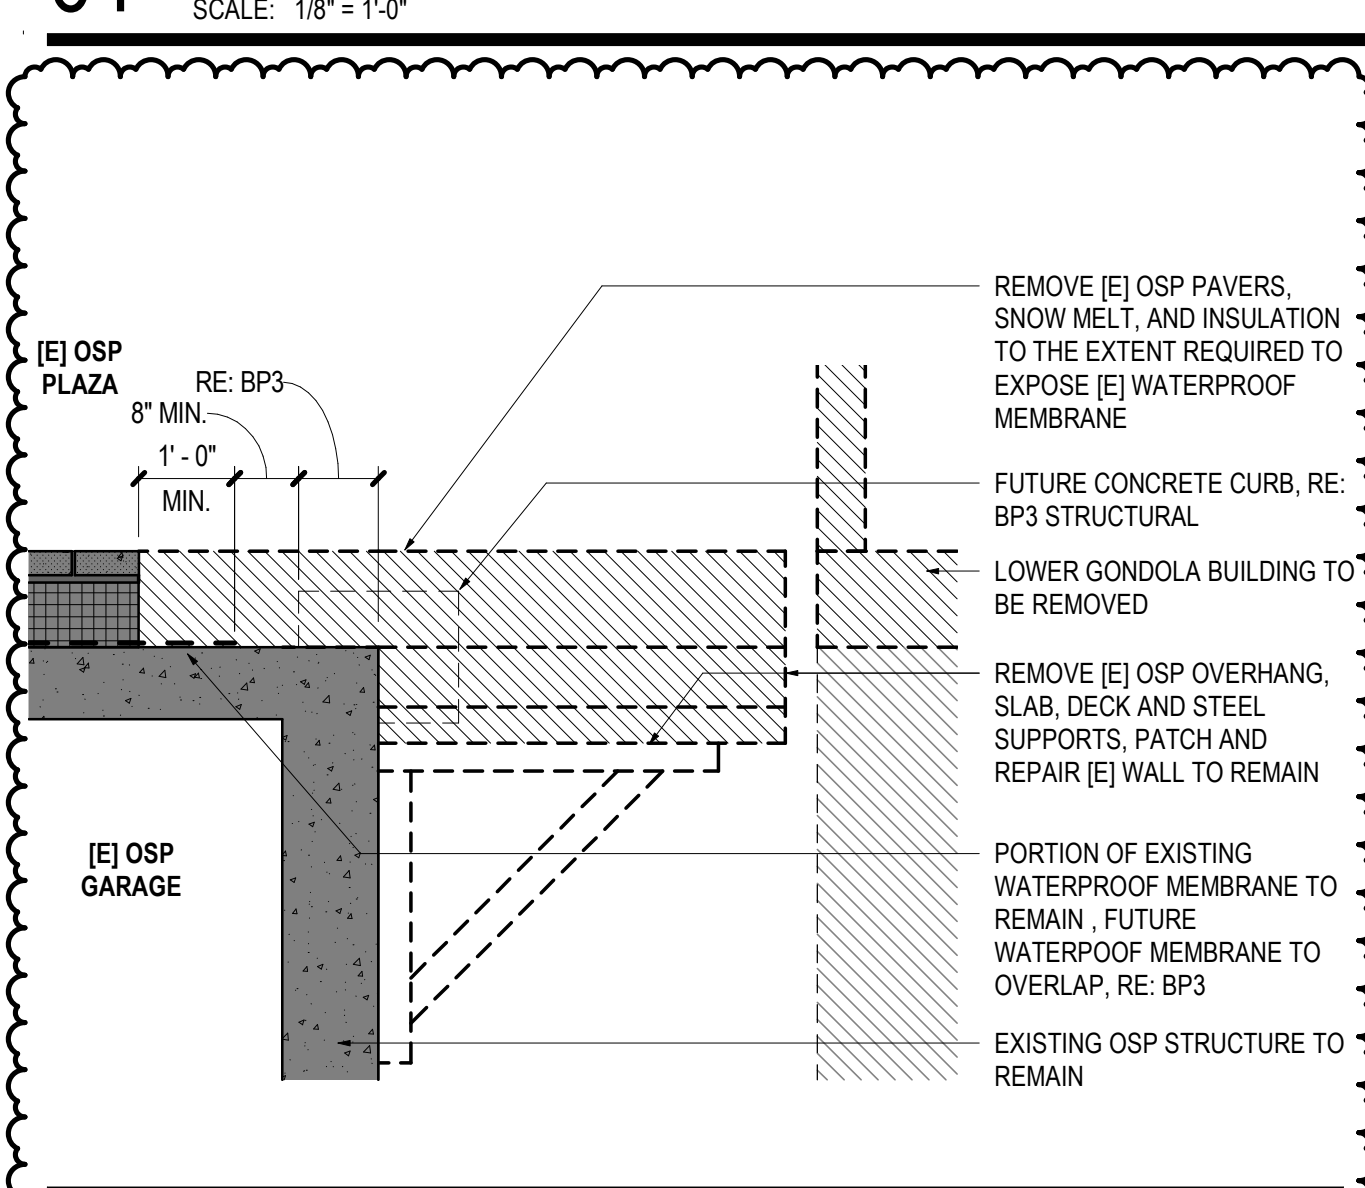 SCALE: 1/8" = 1'-0"
[E] OSP
PLAZA
RE: BP3
8" MIN.
1' - 0"
MIN.
REMOVE [E] OSP PAVERS,
SNOW MELT, AND INSULATION
TO THE EXTENT REQUIRED TO
EXPOSE [E] WATERPROOF
MEMBRANE
FUTURE CONCRETE CURB, RE:
BP3 STRUCTURAL
LOWER GONDOLA BUILDING TO
BE REMOVED
REMOVE [E] OSP OVERHANG,
SLAB, DECK AND STEEL
SUPPORTS, PATCH AND
REPAIR [E] WALL TO REMAIN
[E] OSP
GARAGE
PORTION OF EXISTING
WATERPROOF MEMBRANE TO
REMAIN , FUTURE
WATERPOOF MEMBRANE TO
OVERLAP, RE: BP3
EXISTING OSP STRUCTURE TO
REMAIN